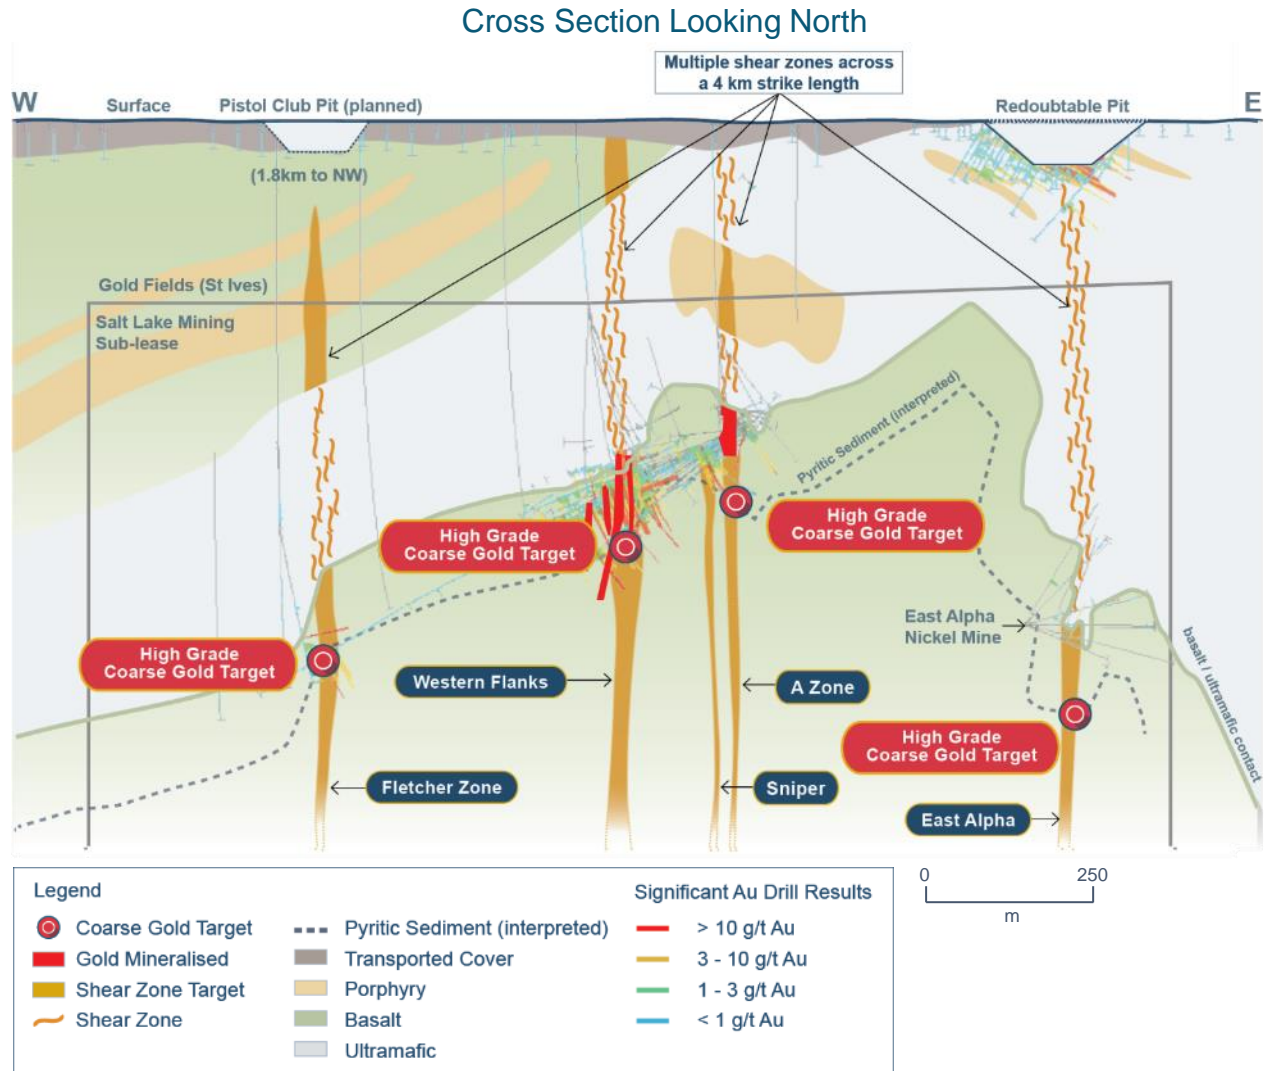 Cross Section Looking North
Multiple shear zones across
a 4 km strike length
W
Surface
Pistol Club Pit (planned)
Redoubtable Pit
E
(1.8km to NW)
Gold Fields (St Ives)
Salt Lake Mining
Sub-lease
Pyritic Sediment (interpreted)
High Grade
Coarse Gold Target
High Grade
Coarse Gold Target
High Grade
Coarse Gold Target
East Alpha
Nickel Mine
basalt / ultramafic contact
Western Flanks
A Zone
High Grade
Coarse Gold Target
Fletcher Zone
Sniper
East Alpha
Legend
Coarse Gold Target
Gold Mineralised
Shear Zone Target
Shear Zone
Pyritic Sediment (interpreted)
Transported Cover
Porphyry
Basalt
Ultramafic
Significant Au Drill Results
> 10 g/t Au
3 - 10 g/t Au
1 - 3 g/t Au
< 1 g/t Au
0
250
m